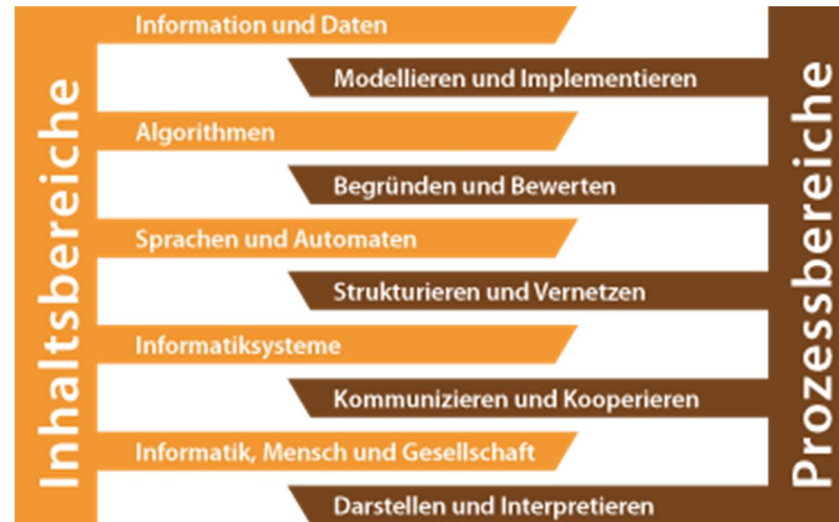 Inhaltsbereiche
Information und Daten
Modellieren und Implementieren
Algorithmen
Begründen und Bewerten
Sprachen und Automaten
Strukturieren und Vernetzen
Informatiksysteme
Kommunizieren und Kooperieren
Informatik, Mensch und Gesellschaft
Darstellen und Interpretieren
Prozessbereiche